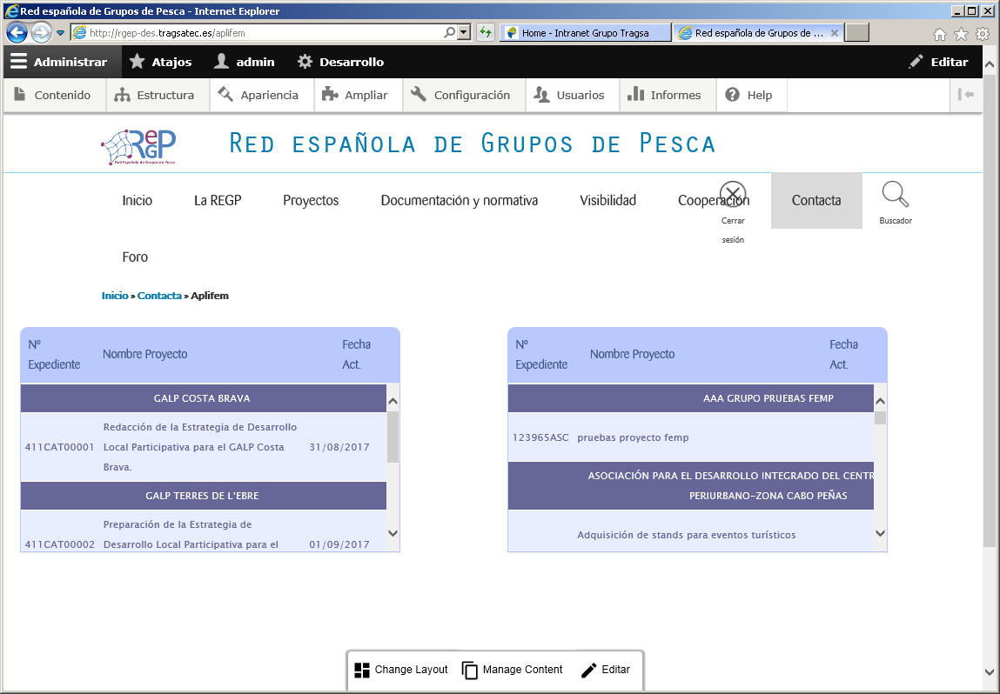 Red española de Grupos de Pesca - Internet Explorer
http://rgep-des.tragsatec.es/aplifem
Home - Intranet Grupo Tragsa
Red española de Grupos de ...
Administrar
Atajos
admin
Desarrollo
Editar
Contenido
Estructura
Apariencia
Ampliar
Configuración
Usuarios
Informes
Help
ReGP
Red Española de Grupos de Pesca
Red española de Grupos de Pesca
Inicio
La REGP
Proyectos
Documentación y normativa
Visibilidad
Cooperación
Cerrar
sesión
Contacta
Buscador
Foro
Inicio » Contacta » Aplifem
Nº
Expediente
Nombre Proyecto
Fecha
Act.
GALP COSTA BRAVA
411CAT00001
Redacción de la Estrategia de Desarrollo
Local Participativa para el GALP Costa
Brava.
31/08/2017
GALP TERRES DE L'EBRE
411CAT00002
Preparación de la Estrategia de
Desarrollo Local Participativa para el
01/09/2017
Nº
Expediente
Nombre Proyecto
Fecha
Act.
AAA GRUPO PRUEBAS FEMP
123965ASC
pruebas proyecto femp
ASOCIACIÓN PARA EL DESARROLLO INTEGRADO DEL CENTR
PERIURBANO-ZONA CABO PEÑAS
Adquisición de stands para eventos turísticos
Change Layout
Manage Content
Editar